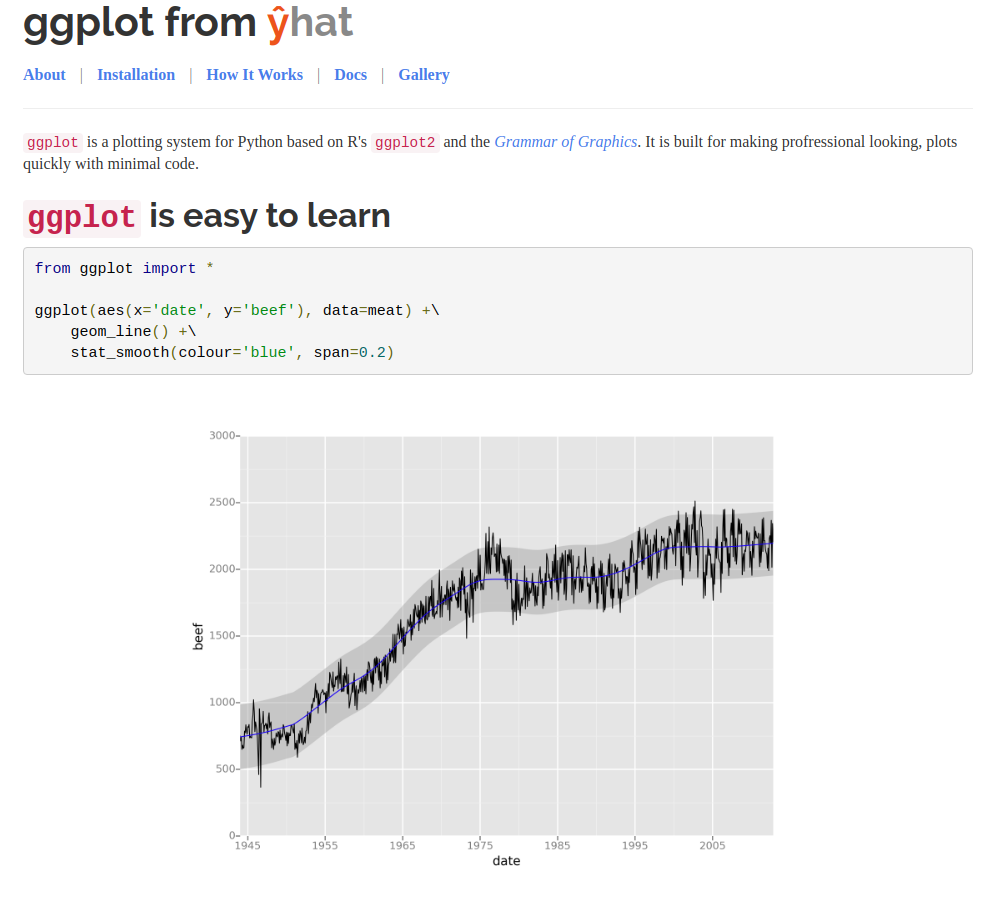 ggplot from ŷhat
About | Installation | How It Works | Docs | Gallery
ggplot is a plotting system for Python based on R's ggplot2 and the Grammar of Graphics. It is built for making profressional looking, plots
quickly with minimal code.
ggplot is easy to learn
from ggplot import *
ggplot(aes(x='date', y='beef'), data=meat) +\
    geom_line() +\
    stat_smooth(colour='blue', span=0.2)
3000
2500
2000
1500
beef
1000
500
0
1945 1955 1965 1975 1985 1995 2005
date